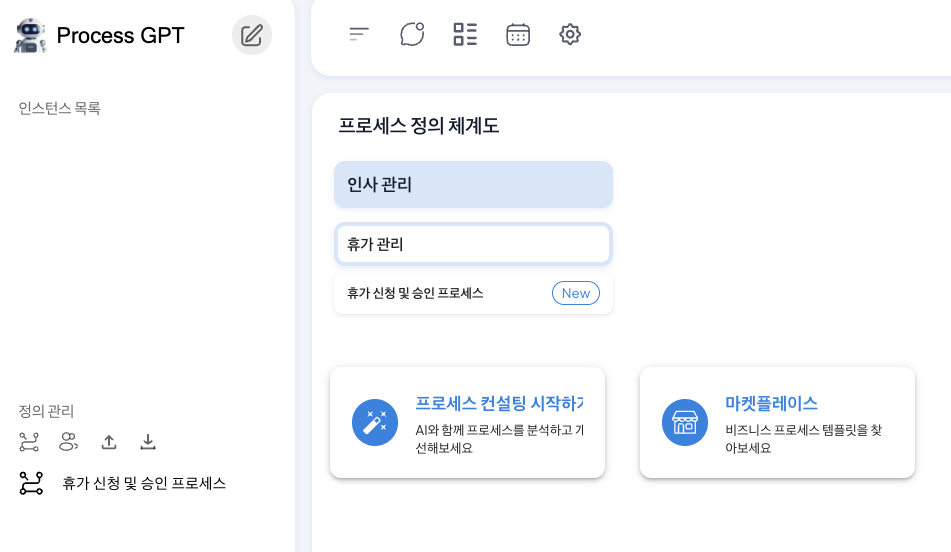 Process GPT
인스턴스 목록
프로세스 정의 체계도
인사 관리
휴가 관리
휴가 신청 및 승인 프로세스
New
프로세스 컨설팅 시작하
AI와 함께 프로세스를 분석하고 개
선해보세요
마켓플레이스
비즈니스 프로세스 템플릿을 찾
아보세요
정의 관리
휴가 신청 및 승인 프로세스